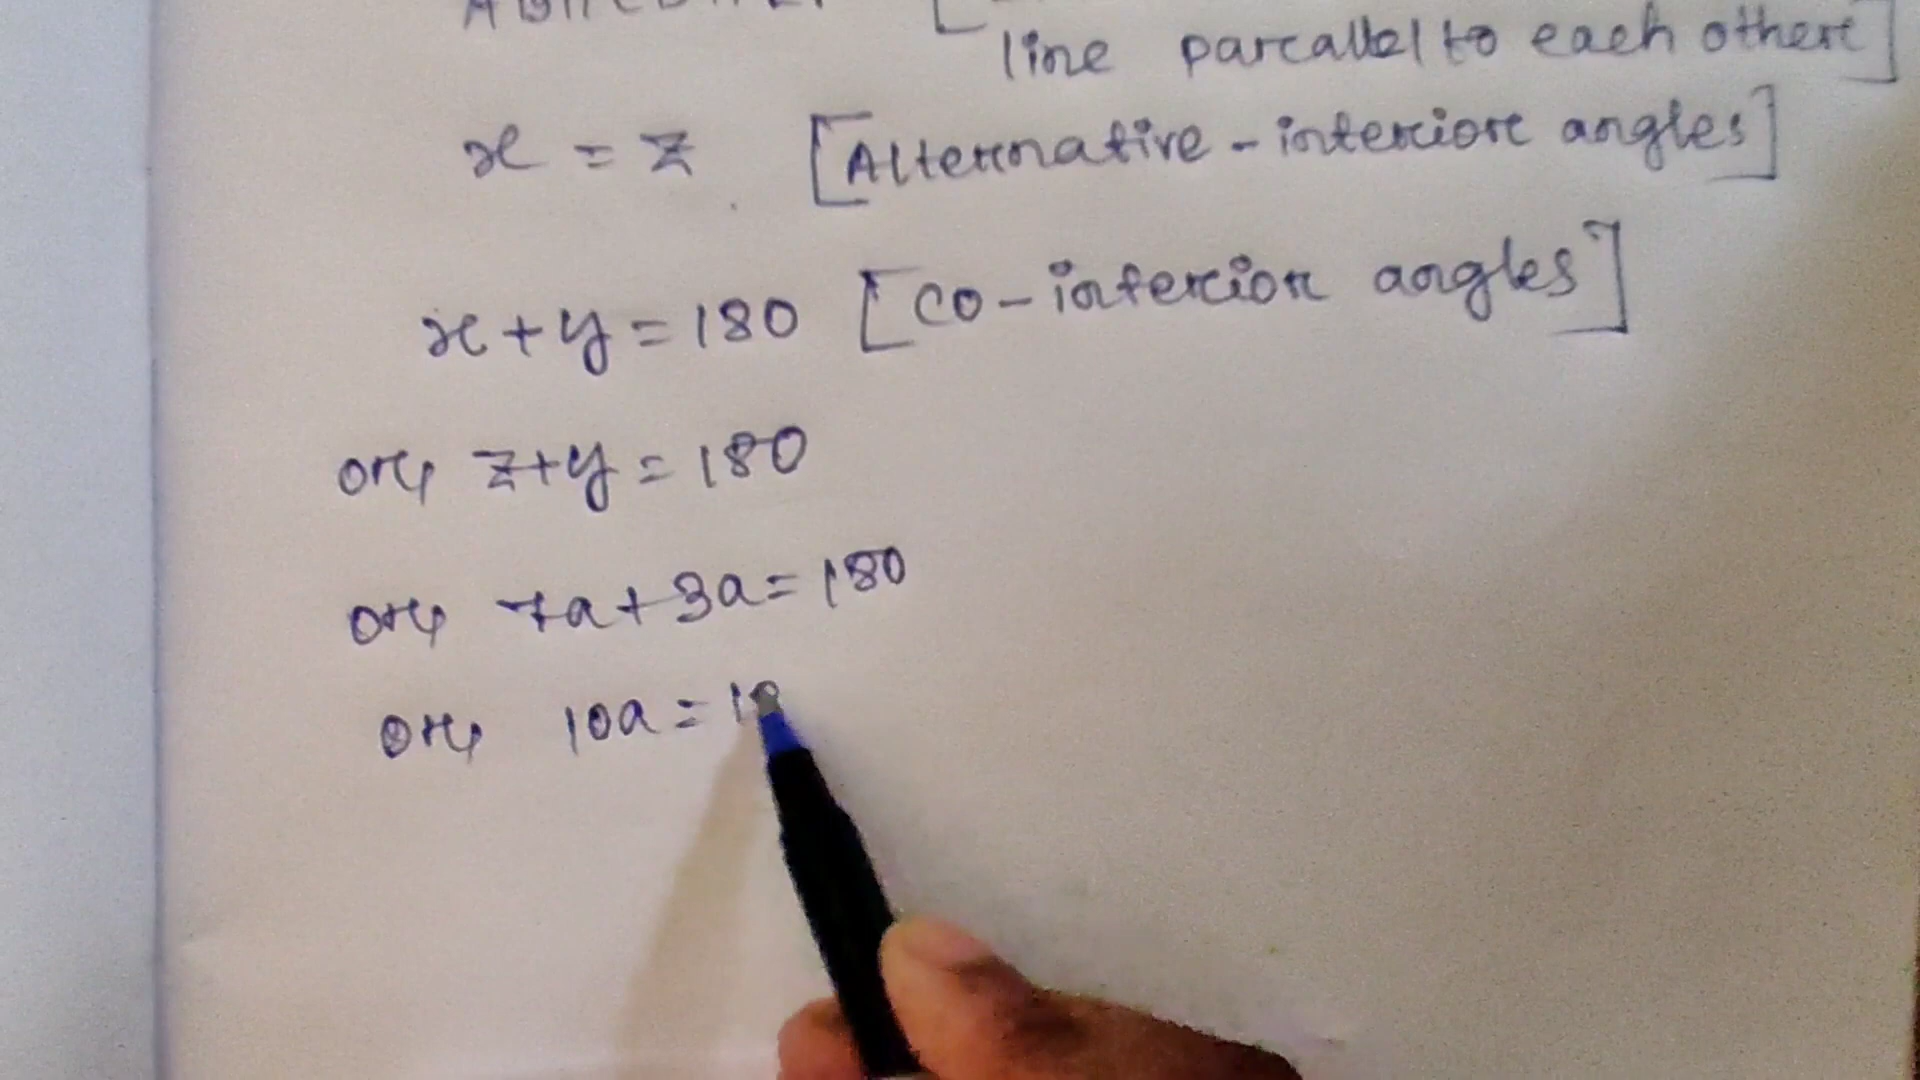 line parallel to each other]
x = z [Alternative - interior angles]
x + y = 180 [co - interior angles]
or, z + y = 180
or, 7a + 3a = 180
or, 10a = 18